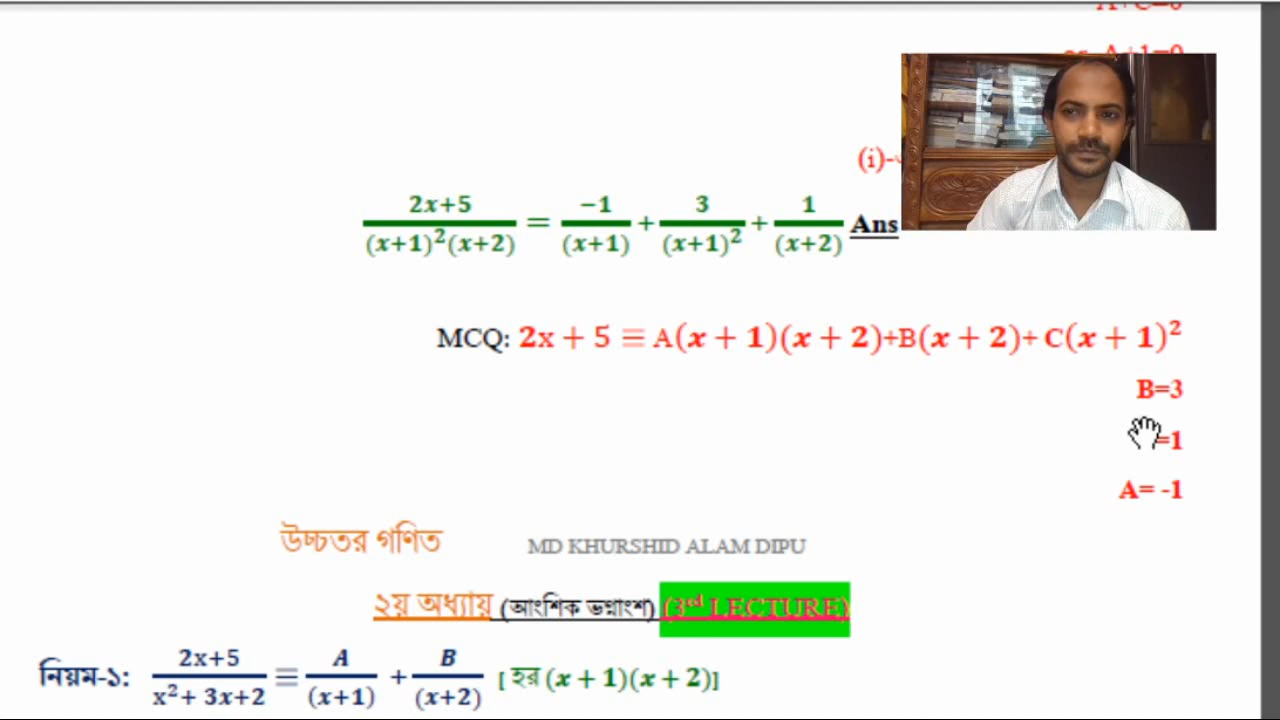 (i)
2x+5/(x+1)²(x+2) = -1/(x+1) + 3/(x+1)² + 1/(x+2) Ans
MCQ: 2x + 5 ≡ A(x + 1)(x + 2)+B(x + 2)+ C(x + 1)²
B=3
=1
A= -1
উচ্চতর গণিত MD KHURSHID ALAM DIPU
২য় অধ্যায় (আংশিক ভগ্নাংশ) (3rd LECTURE)
নিয়ম-১: 2x+5/x²+ 3x+2 ≡ A/(x+1) + B/(x+2) [ হর (x + 1)(x + 2)]